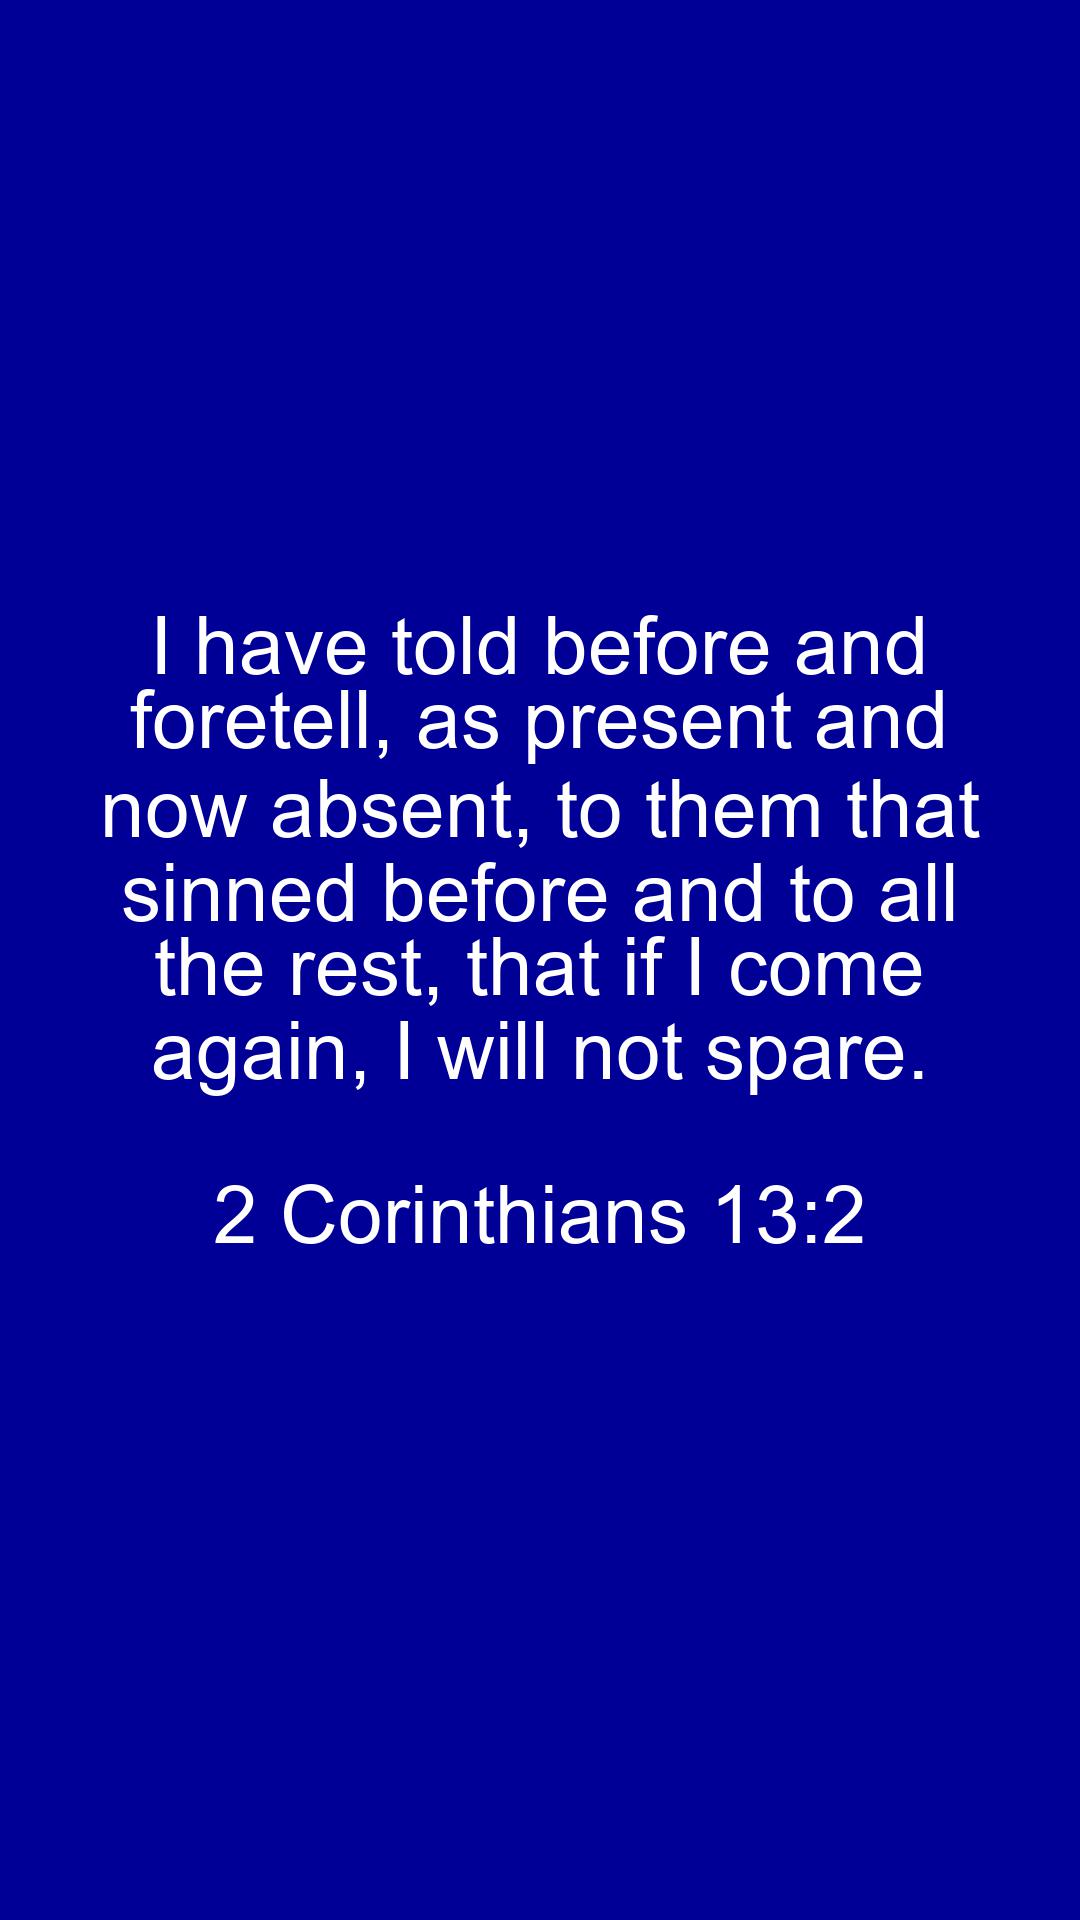 I have told before and
foretell, as present and
now absent, to them that
sinned before and to all
the rest, that if I come
again, I will not spare.
2 Corinthians 13:2